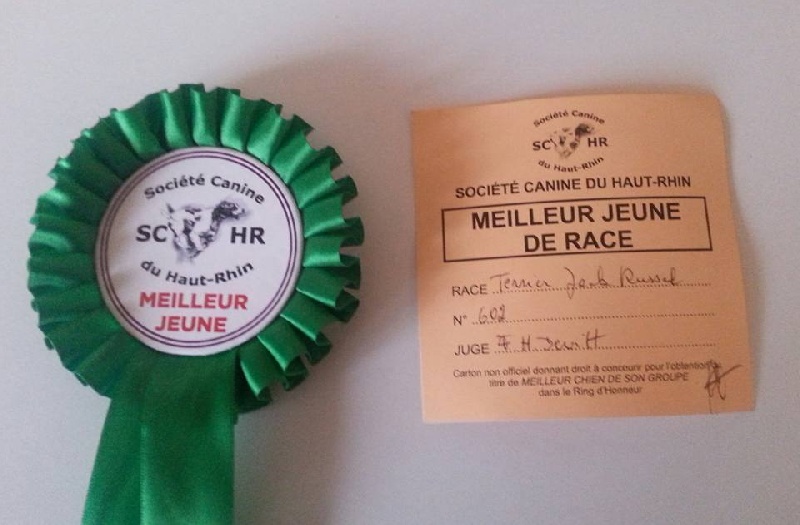 Société Canine
SC HR
du Haut-Rhin
MEILLEUR
JEUNE
Société Canine
SC HR
du Haut-Rhin
SOCIÉTÉ CANINE DU HAUT-RHIN
MEILLEUR JEUNE
DE RACE
RACE Terrier Jack Russel
N° 602
JUGE
Carton non officiel donnant droit à concourir pour l'obtention
titre de MEILLEUR CHIEN DE SON GROUPE
dans le Ring d'Honneur